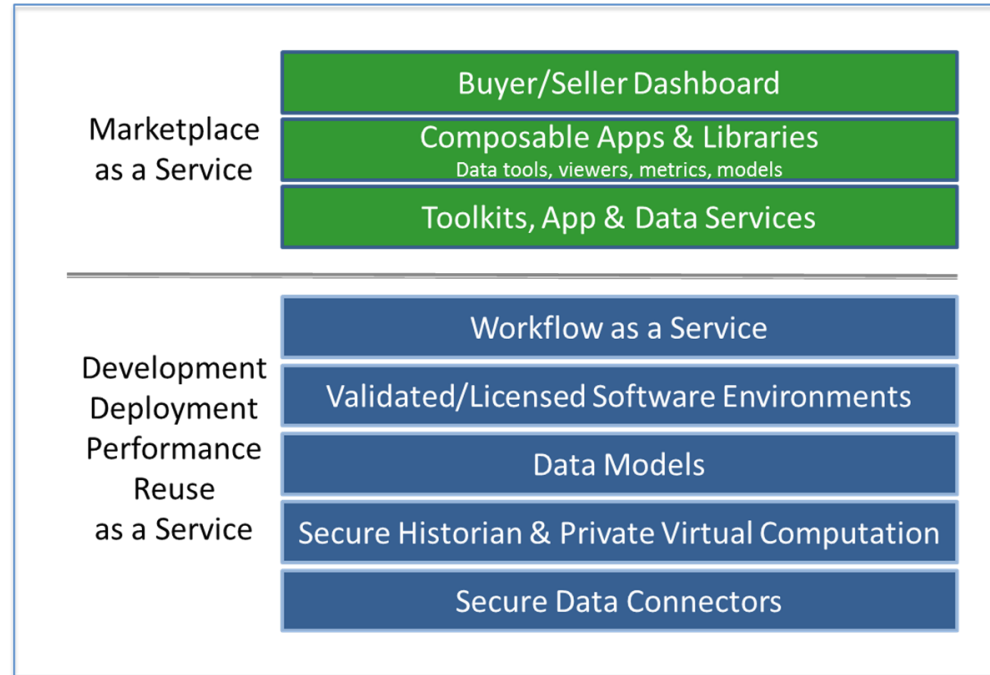 Marketplace
as a Service
Buyer/Seller Dashboard
Composable Apps & Libraries
Data tools, viewers, metrics, models
Toolkits, App & Data Services
Development
Deployment
Performance
Reuse
as a Service
Workflow as a Service
Validated/Licensed Software Environments
Data Models
Secure Historian & Private Virtual Computation
Secure Data Connectors